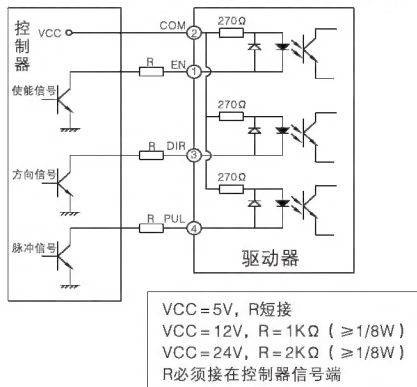 控制器
VCC
COM
2
270Ω
R
EN
1
使能信号
270Ω
R
DIR
3
方向信号
270Ω
R
PUL
4
脉冲信号
驱动器
VCC=5V, R短接
VCC=12V, R=1KΩ (≥1/8W)
VCC=24V, R=2KΩ (≥1/8W)
R必须接在控制器信号端